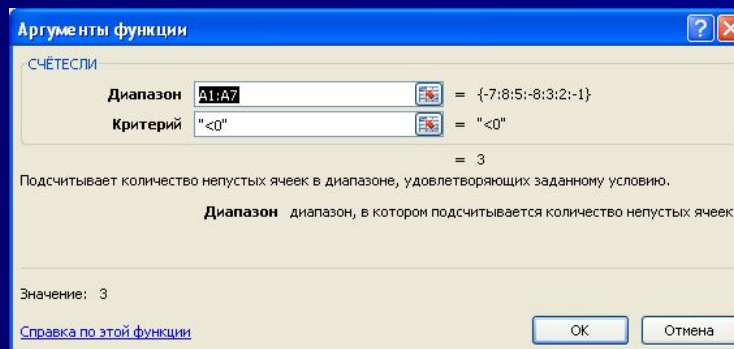 Аргументы функции
СЧЁТЕСЛИ
Диапазон A1:A7 = {-7:8:5:-8:3:2:-1}
Критерий "<0" = "<0"
= 3
Подсчитывает количество непустых ячеек в диапазоне, удовлетворяющих заданному условию.
Диапазон диапазон, в котором подсчитывается количество непустых ячеек
Значение: 3
Справка по этой функции
ОК
Отмена